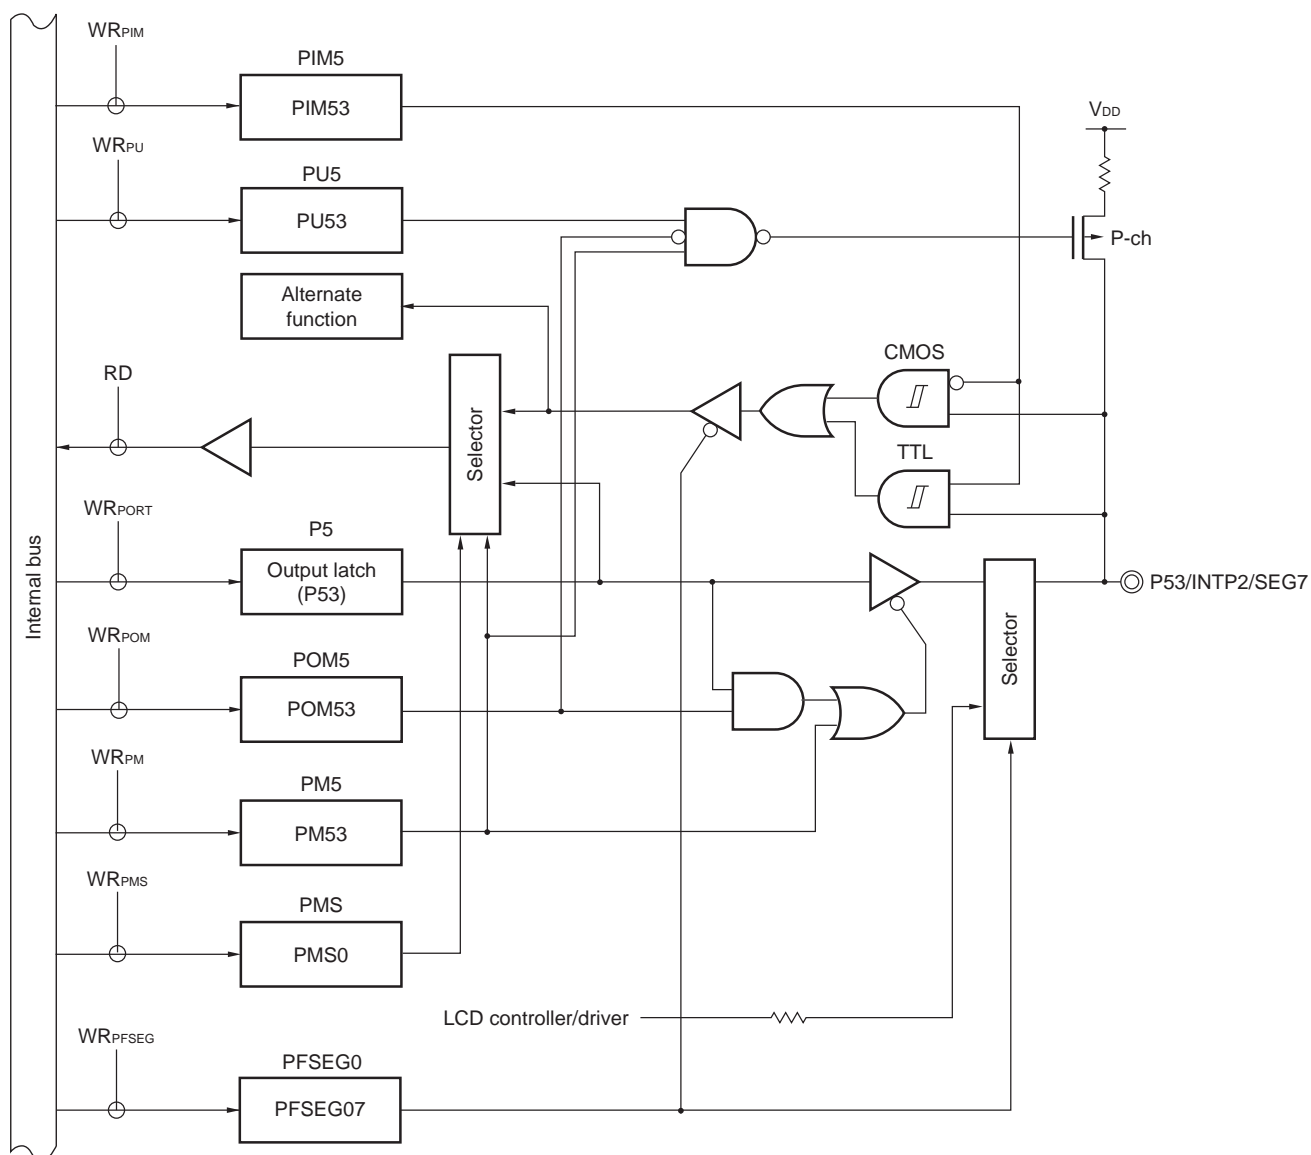 WRPIM
PIM5
PIM53
VDD
WRPU
PU5
PU53
P-ch
Alternate
function
CMOS
RD
Selector
TTL
WRPORT
P5
Output latch
(P53)
P53/INTP2/SEG7
Internal bus
Selector
WRPOM
POM5
POM53
WRPM
PM5
PM53
WRPMS
PMS
PMS0
LCD controller/driver
WRPFSEG
PFSEG0
PFSEG07